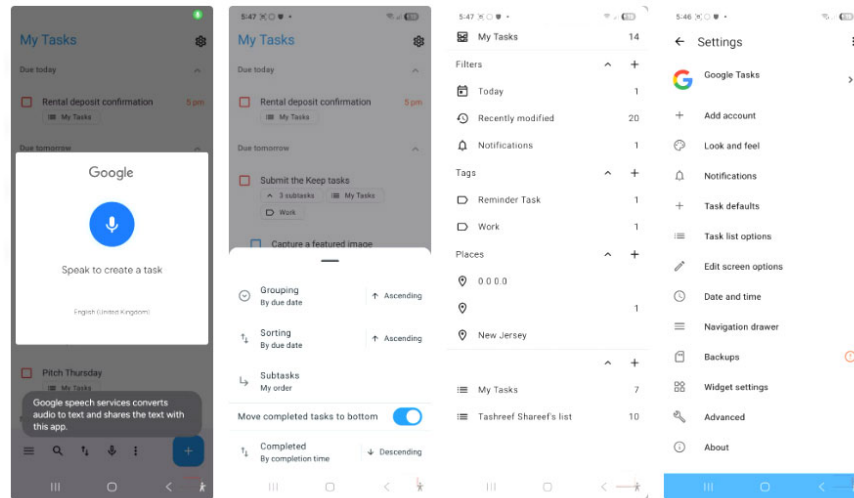 My Tasks
Due today
Rental deposit confirmation
5 pm
My Tasks
Due tomorrow
Google
Speak to create a task
English (United Kingdom)
Pitch Thursday
My Tasks
Google speech services converts
audio to text and shares the text with
this app.
5:47
My Tasks
Due today
Rental deposit confirmation
5 pm
My Tasks
Due tomorrow
Submit the Keep tasks
3 subtasks
My Tasks
Work
Capture a featured image
Grouping
By due date
Ascending
Sorting
By due date
Ascending
Subtasks
My order
Move completed tasks to bottom
Completed
By completion time
Descending
5:47
My Tasks 14
Filters
Today 1
Recently modified 20
Notifications 1
Tags
Reminder Task 1
Work 1
Places
0.0 0.0
1
New Jersey
My Tasks 7
Tashreef Shareef's list 10
5:46
Settings
Google Tasks
Add account
Look and feel
Notifications
Task defaults
Task list options
Edit screen options
Date and time
Navigation drawer
Backups
Widget settings
Advanced
About